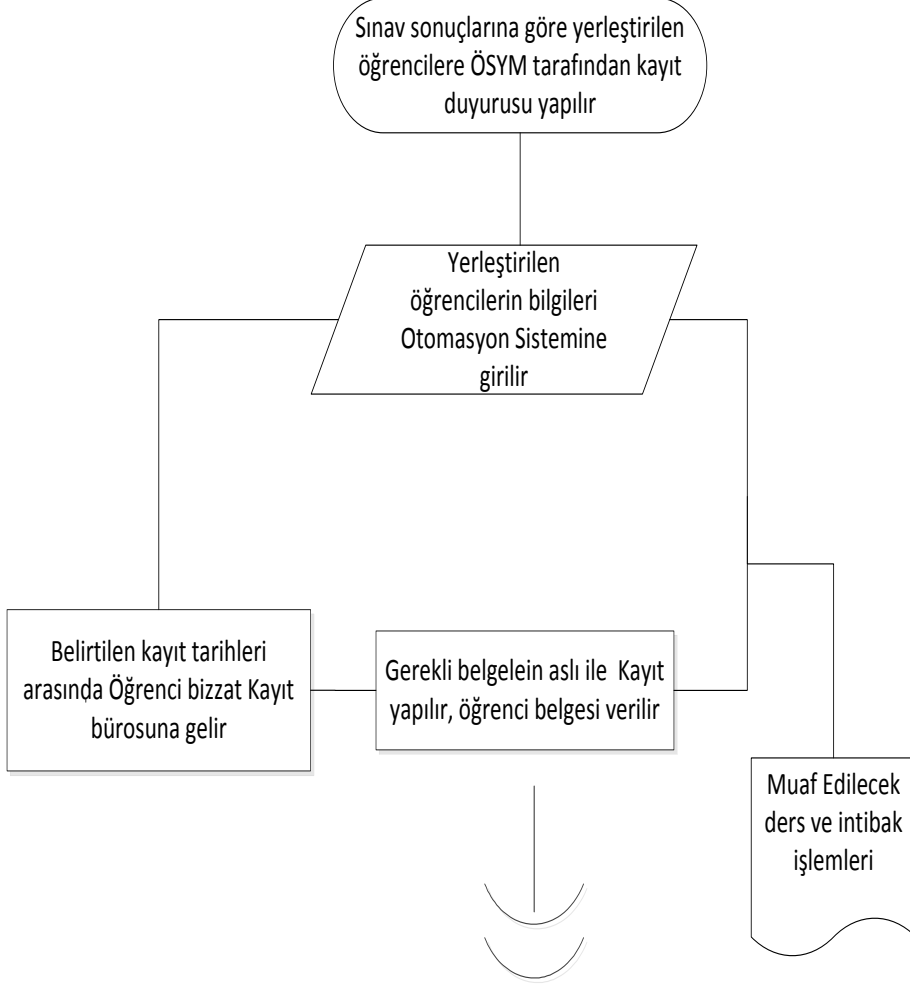 Sınav sonuçlarına göre yerleştirilen
öğrencilere ÖSYM tarafından kayıt
duyurusu yapılır
Yerleştirilen
öğrencilerin bilgileri
Otomasyon Sistemine
girilir
Belirtilen kayıt tarihleri
arasında Öğrenci bizzat Kayıt
bürosuna gelir
Gerekli belgelein aslı ile Kayıt
yapılır, öğrenci belgesi verilir
Muaf Edilecek
ders ve intibak
işlemleri